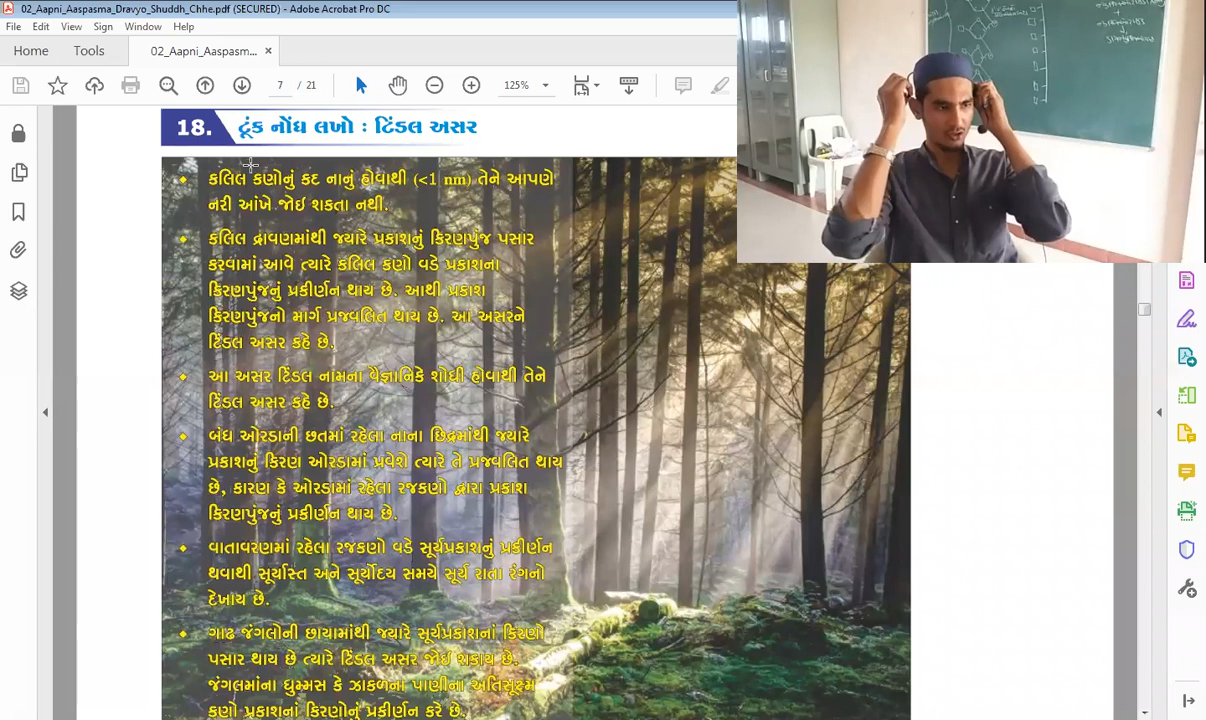 02_Aapni_Aaspasma_Dravyo_Shuddh_Chhe.pdf (SECURED) - Adobe Acrobat Pro DC
File Edit View Sign Window Help
Home Tools 02_Aapni_Aaspasm... ×
7 / 21 125%
18. ટૂંક નોંધ લખો : ટિંડલ અસર
કલિલ કણોનું કદ નાનું હોવાથી (<1 nm) તેને આપણે
નરી આંખે જોઈ શકતા નથી.
કલિલ દ્રાવણમાંથી જ્યારે પ્રકાશનું કિરણપુંજ પસાર
કરવામાં આવે ત્યારે કલિલ કણો વડે પ્રકાશના
કિરણપુંજનું પ્રકીર્ણન થાય છે. આથી પ્રકાશ
કિરણપુંજનો માર્ગ પ્રજ્વલિત થાય છે. આ અસરને
ટિંડલ અસર કહે છે.
આ અસર ટિંડલ નામના વૈજ્ઞાનિકે શોધી હોવાથી તેને
ટિંડલ અસર કહે છે.
બંધ ઓરડાની છતમાં રહેલા નાના છિદ્રમાંથી જ્યારે
પ્રકાશનું કિરણ ઓરડામાં પ્રવેશે ત્યારે તે પ્રજ્વલિત થાય
છે, કારણ કે ઓરડામાં રહેલા રજકણો દ્વારા પ્રકાશ
કિરણપુંજનું પ્રકીર્ણન થાય છે.
વાતાવરણમાં રહેલા રજકણો વડે સૂર્યપ્રકાશનું પ્રકીર્ણન
થવાથી સૂર્યાસ્ત અને સૂર્યોદય સમયે સૂર્ય રાતા રંગનો
દેખાય છે.
ગાઢ જંગલોની છાયામાંથી જ્યારે સૂર્યપ્રકાશનાં કિરણો
પસાર થાય છે ત્યારે ટિંડલ અસર જોઈ શકાય છે.
જંગલમાંના ધુમ્મસ કે ઝાકળના પાણીના અતિસૂક્ષ્મ
કણો પ્રકાશનાં કિરણોનું પ્રકીર્ણન કરે છે.